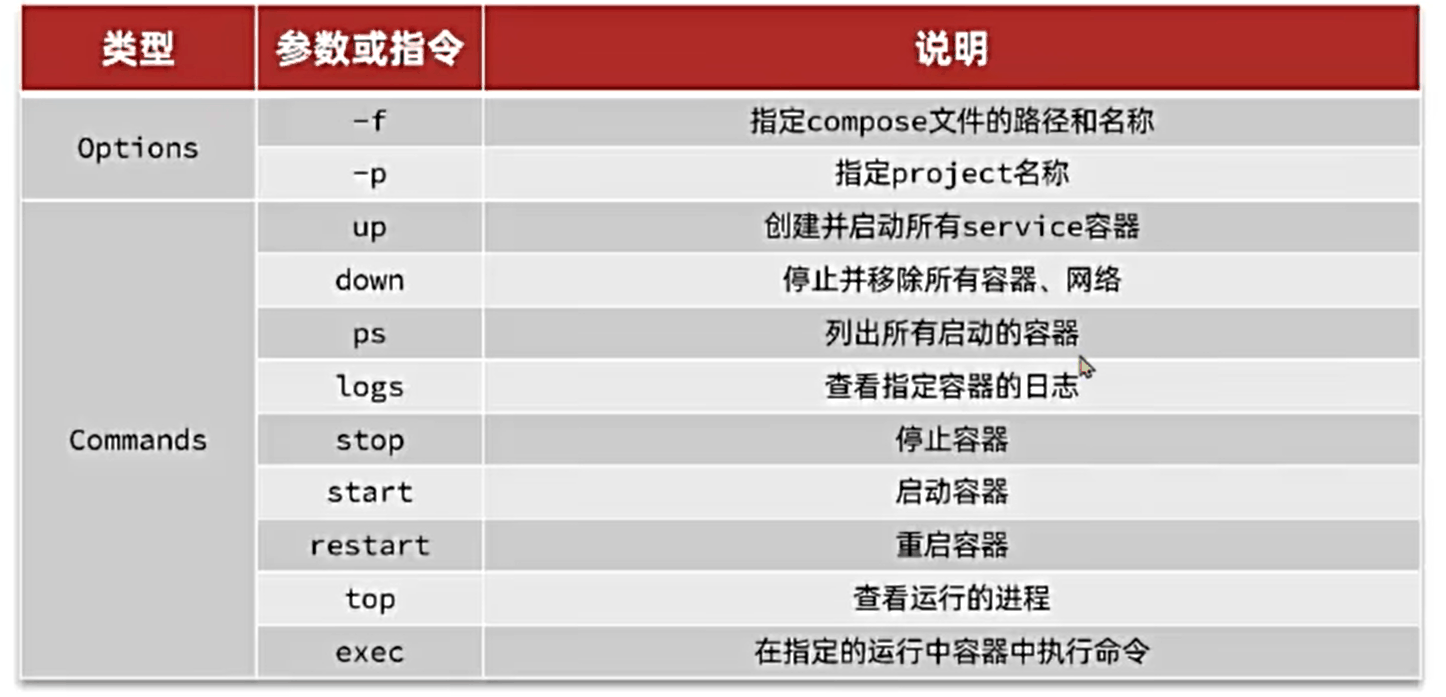 类型 参数或指令 说明
Options
-f 指定compose文件的路径和名称
-p 指定project名称
Commands
up 创建并启动所有service容器
down 停止并移除所有容器、网络
ps 列出所有启动的容器
logs 查看指定容器的日志
stop 停止容器
start 启动容器
restart 重启容器
top 查看运行的进程
exec 在指定的运行中容器中执行命令